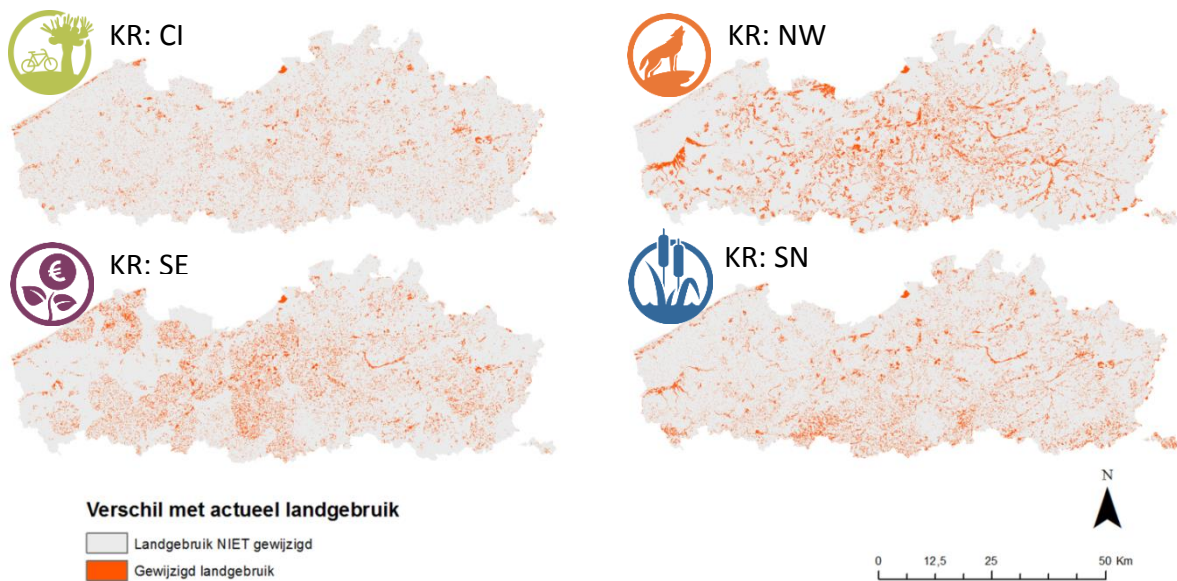 KR: CI
KR: NW
KR: SE
€
KR: SN
Verschil met actueel landgebruik
Landgebruik NIET gewijzigd
Gewijzigd landgebruik
N
0 12,5 25 50 Km